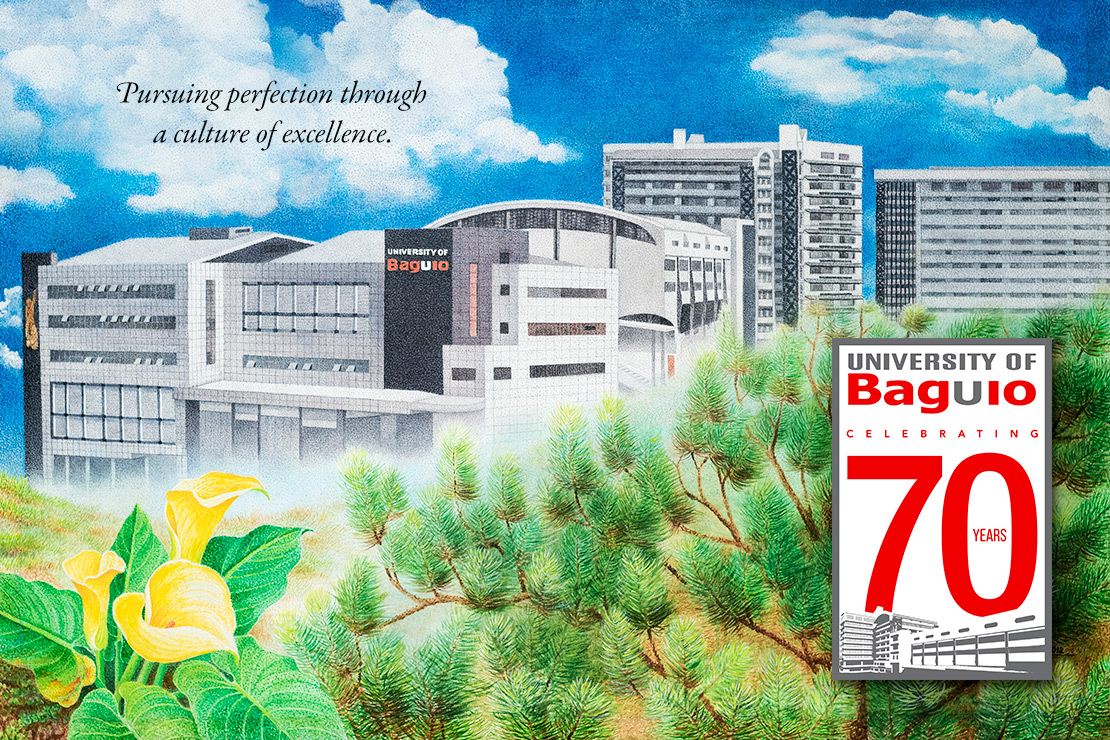 Pursuing perfection through
a culture of excellence.
UNIVERSITY OF
Baguio
UNIVERSITY OF
Baguio
CELEBRATING
70
YEARS